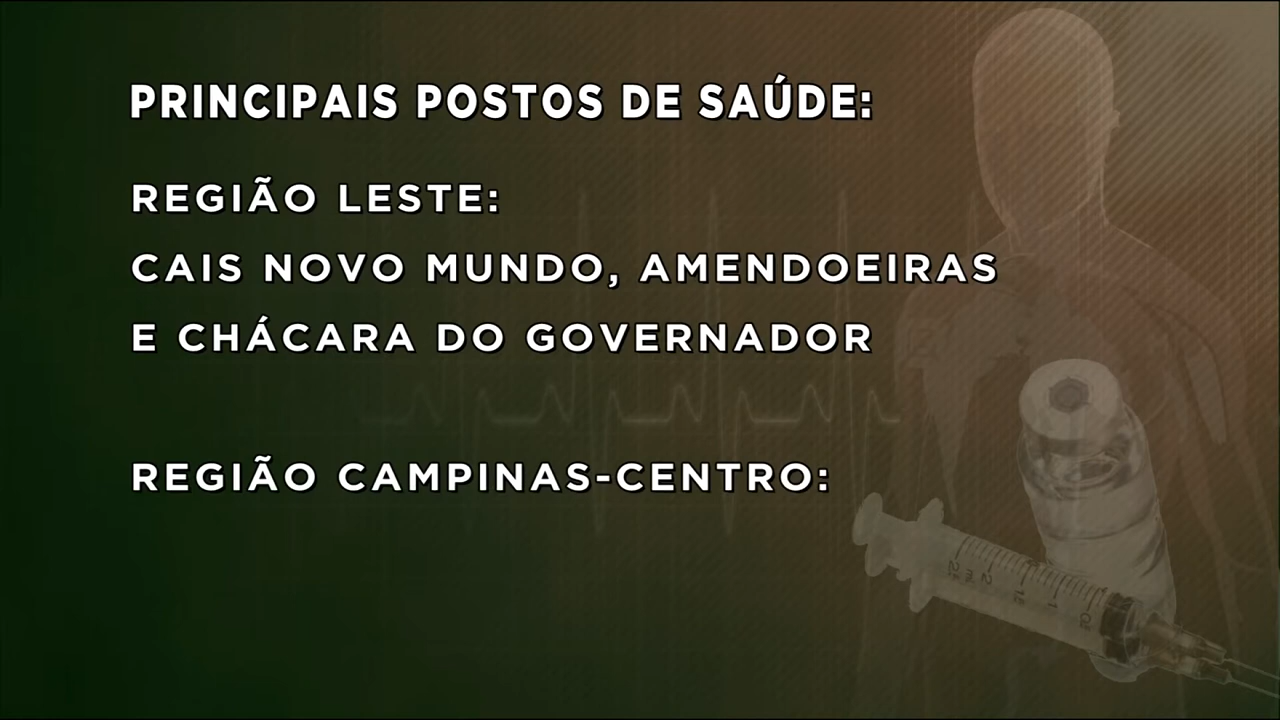 PRINCIPAIS POSTOS DE SAÚDE:
REGIÃO LESTE:
CAIS NOVO MUNDO, AMENDOEIRAS
E CHÁCARA DO GOVERNADOR
REGIÃO CAMPINAS-CENTRO: